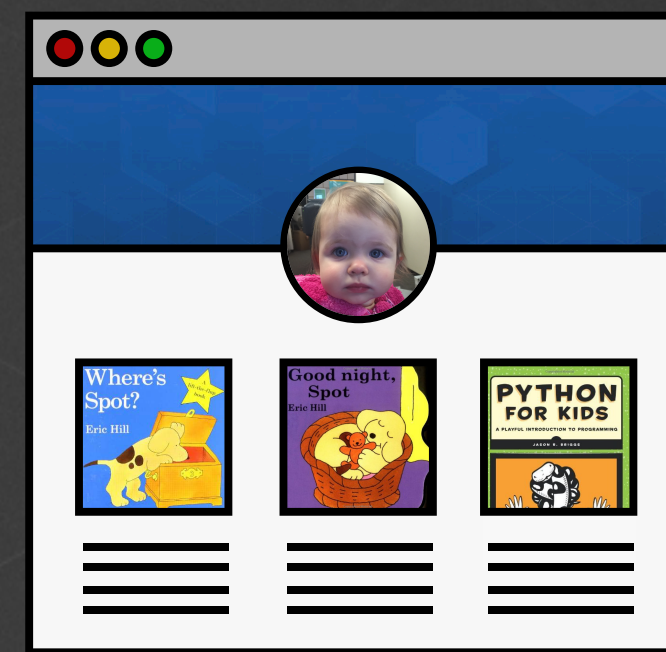 Where's
Spot?
A
lift-the-flap
book
Eric Hill
Good night,
Spot
Eric Hill
PYTHON
FOR KIDS
A PLAYFUL INTRODUCTION TO PROGRAMMING
JASON R. BRIGGS